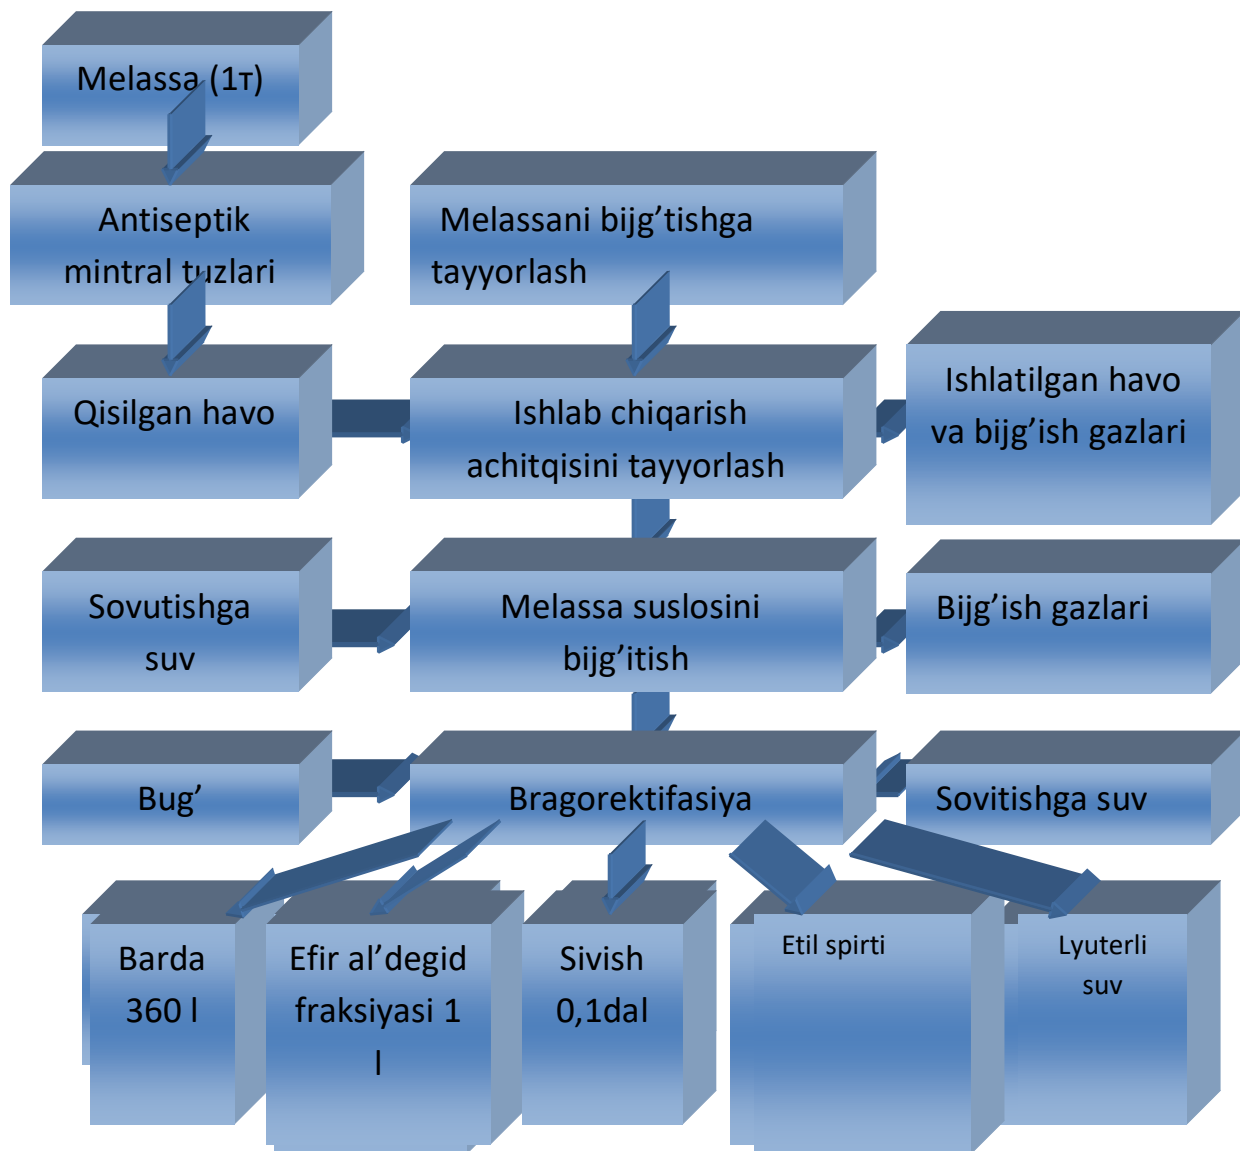 Melassa (1т)
Antiseptik
mintral tuzlari
Melassani bijg’tishga
tayyorlash
Qisilgan havo
Ishlab chiqarish
achitqisini tayyorlash
Ishlatilgan havo
va bijg’ish gazlari
Sovutishga
suv
Melassa suslosini
bijg’itish
Bijg’ish gazlari
Bug’
Bragorektifasiya
Sovitishga suv
Barda
360 l
Efir al’degid
fraksiyasi 1
l
Sivish
0,1dal
Etil spirti
Lyuterli
suv